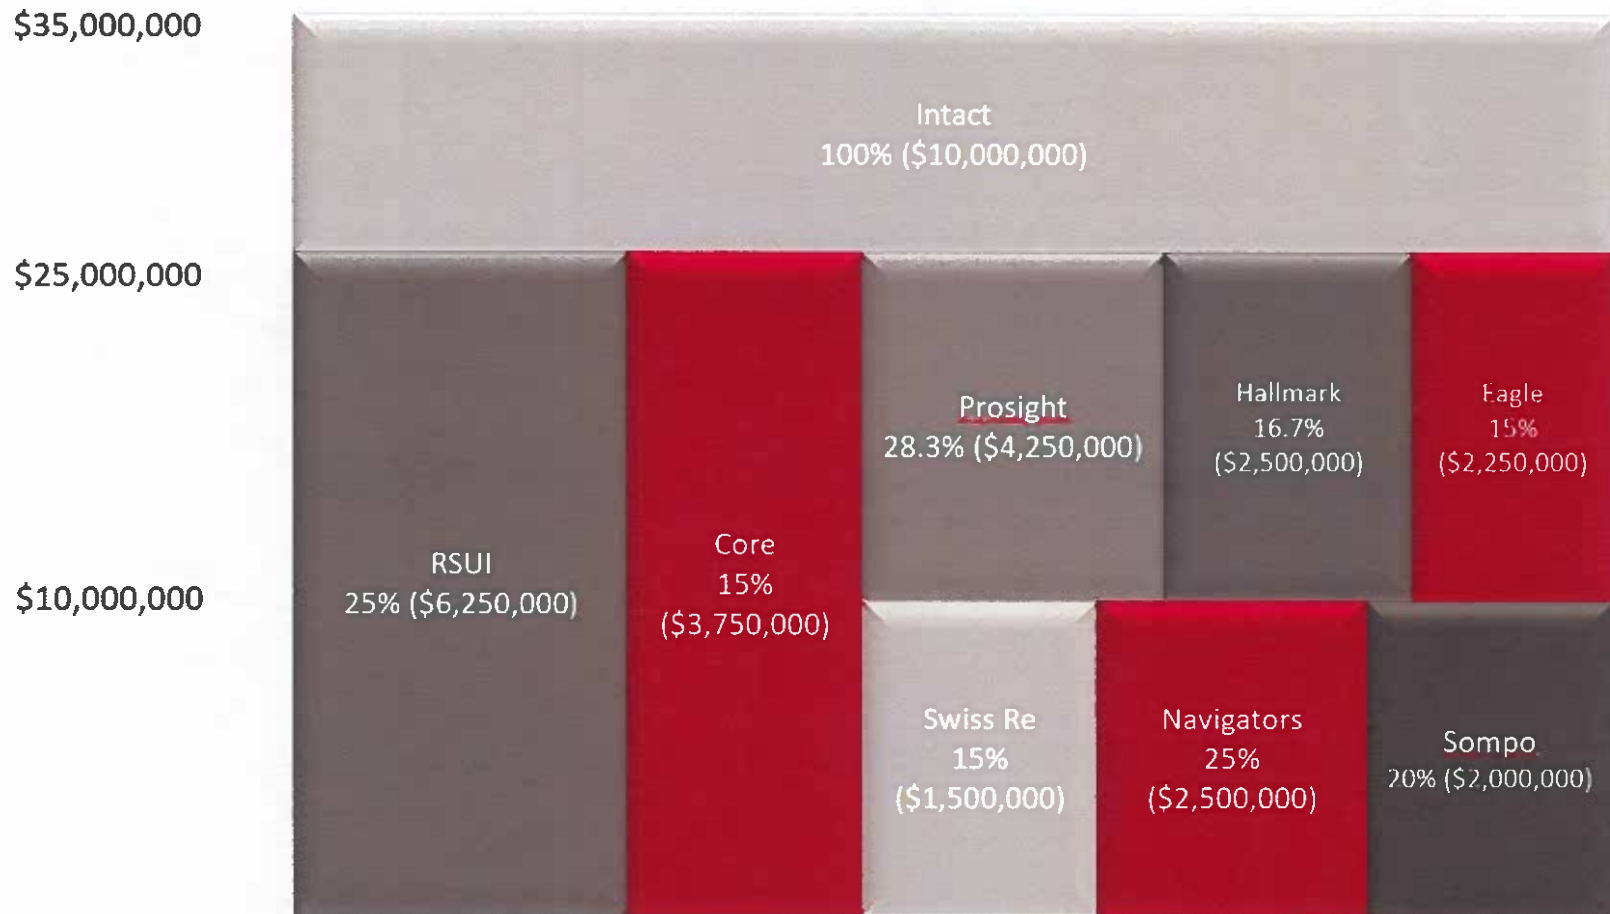 $35,000,000
Intact
100% ($10,000,000)
$25,000,000
Prosight
28.3% ($4,250,000)
Hallmark
16.7%
($2,500,000)
Eagle
15%
($2,250,000)
$10,000,000
RSUI
25% ($6,250,000)
Core
15%
($3,750,000)
Swiss Re
15%
($1,500,000)
Navigators
25%
($2,500,000)
Sompo
20% ($2,000,000)